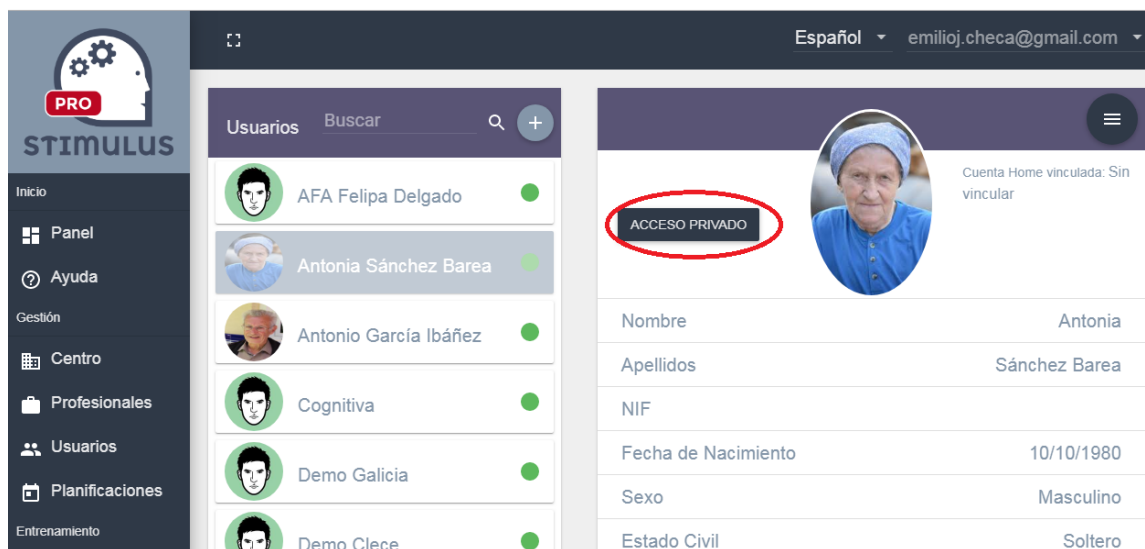 PRO
STIMULUS
Inicio
Panel
Ayuda
Gestión
Centro
Profesionales
Usuarios
Planificaciones
Entrenamiento
Español
emilioj.checa@gmail.com
Usuarios
Buscar
AFA Felipa Delgado
Antonia Sánchez Barea
Antonio García Ibáñez
Cognitiva
Demo Galicia
Demo Clece
Cuenta Home vinculada: Sin
vincular
ACCESO PRIVADO
Nombre Antonia
Apellidos Sánchez Barea
NIF
Fecha de Nacimiento 10/10/1980
Sexo Masculino
Estado Civil Soltero